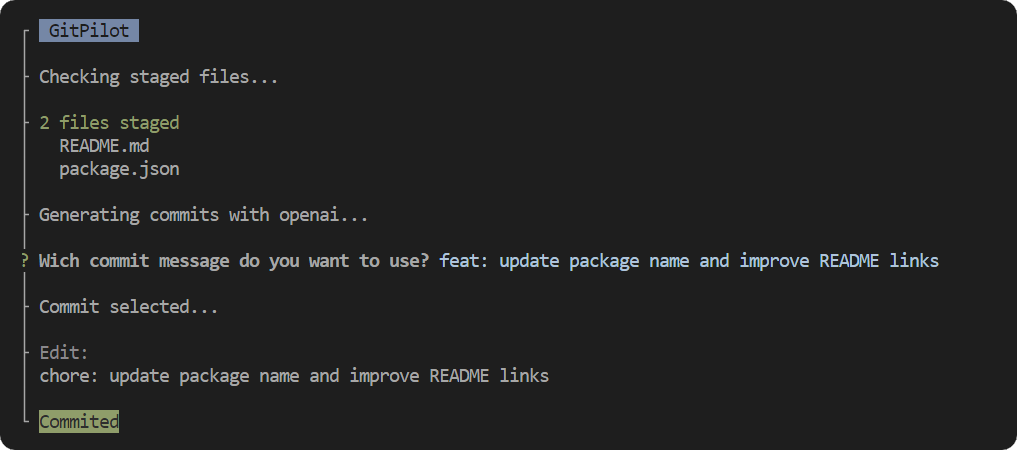 GitPilot
Checking staged files...
2 files staged
README.md
package.json
Generating commits with openai...
? Wich commit message do you want to use? feat: update package name and improve README links
Commit selected...
Edit:
chore: update package name and improve README links
Commited